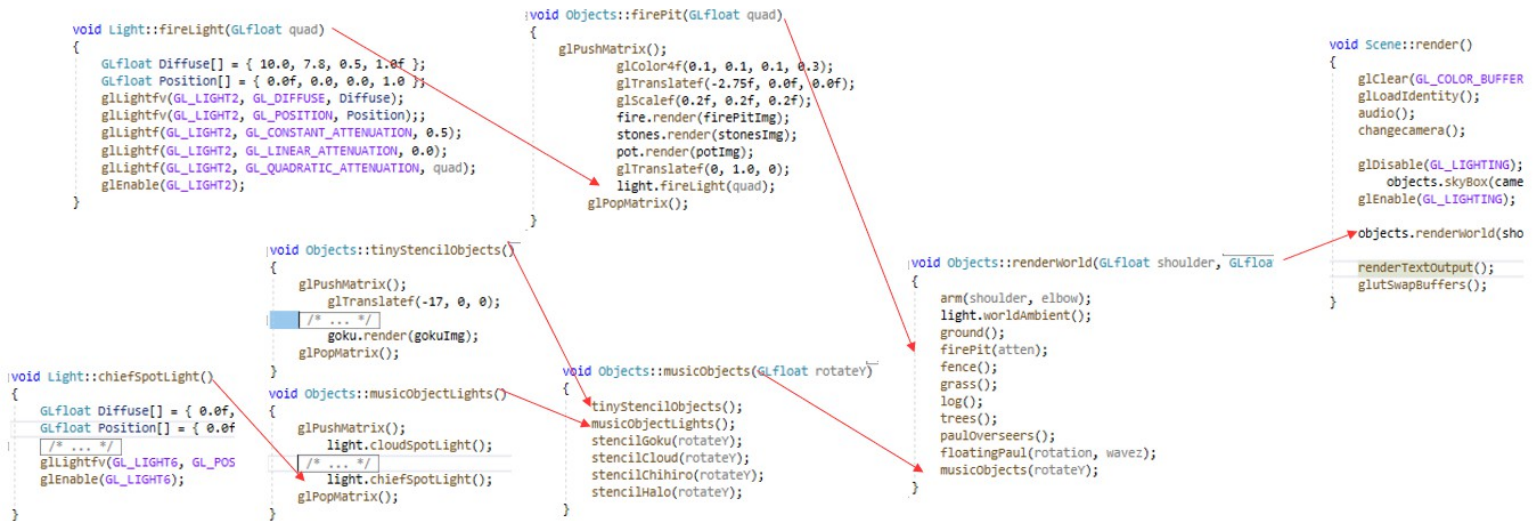 void Light::fireLight(GLfloat quad)
{
GLfloat Diffuse[] = { 10.0, 7.8, 0.5, 1.0f };
GLfloat Position[] = { 0.0f, 0.0, 0.0, 1.0 };
glLightfv(GL_LIGHT2, GL_DIFFUSE, Diffuse);
glLightfv(GL_LIGHT2, GL_POSITION, Position);;
glLightf(GL_LIGHT2, GL_CONSTANT_ATTENUATION, 0.5);
glLightf(GL_LIGHT2, GL_LINEAR_ATTENUATION, 0.0);
glLightf(GL_LIGHT2, GL_QUADRATIC_ATTENUATION, quad);
glEnable(GL_LIGHT2);
}
void Objects::firePit(GLfloat quad)
{
glPushMatrix();
glColor4f(0.1, 0.1, 0.1, 0.3);
glTranslatef(-2.75f, 0.0f, 0.0f);
glScalef(0.2f, 0.2f, 0.2f);
fire.render(firePitImg);
stones.render(stonesImg);
pot.render(potImg);
glTranslatef(0, 1.0, 0);
light.fireLight(quad);
glPopMatrix();
}
void Scene::render()
{
glClear(GL_COLOR_BUFFER
glLoadIdentity();
audio();
changecamera();
glDisable(GL_LIGHTING);
objects.skyBox(came
glEnable(GL_LIGHTING);
objects.renderWorld(sho
renderTextOutput();
glutSwapBuffers();
}
void Objects::tinyStencilObjects()
{
glPushMatrix();
glTranslatef(-17, 0, 0);
/* ... */
goku.render(gokuImg);
glPopMatrix();
}
void Objects::renderWorld(GLfloat shoulder, GLfloa
{
arm(shoulder, elbow);
light.worldAmbient();
ground();
firePit(atten);
fence();
grass();
log();
trees();
paulOverseers();
floatingPaul(rotation, wavez);
musicObjects(rotateY);
}
void Light::chiefSpotLight()
{
GLfloat Diffuse[] = { 0.0f,
GLfloat Position[] = { 0.0f
/* ... */
glLightfv(GL_LIGHT6, GL_POS
glEnable(GL_LIGHT6);
}
void Objects::musicObjectLights()
{
glPushMatrix();
light.cloudSpotLight();
/* ... */
light.chiefSpotLight();
glPopMatrix();
}
void Objects::musicObjects(GLfloat rotateY)
{
tinyStencilObjects();
musicObjectLights();
stencilGoku(rotateY);
stencilCloud(rotateY);
stencilChihiro(rotateY);
stencilHalo(rotateY);
}